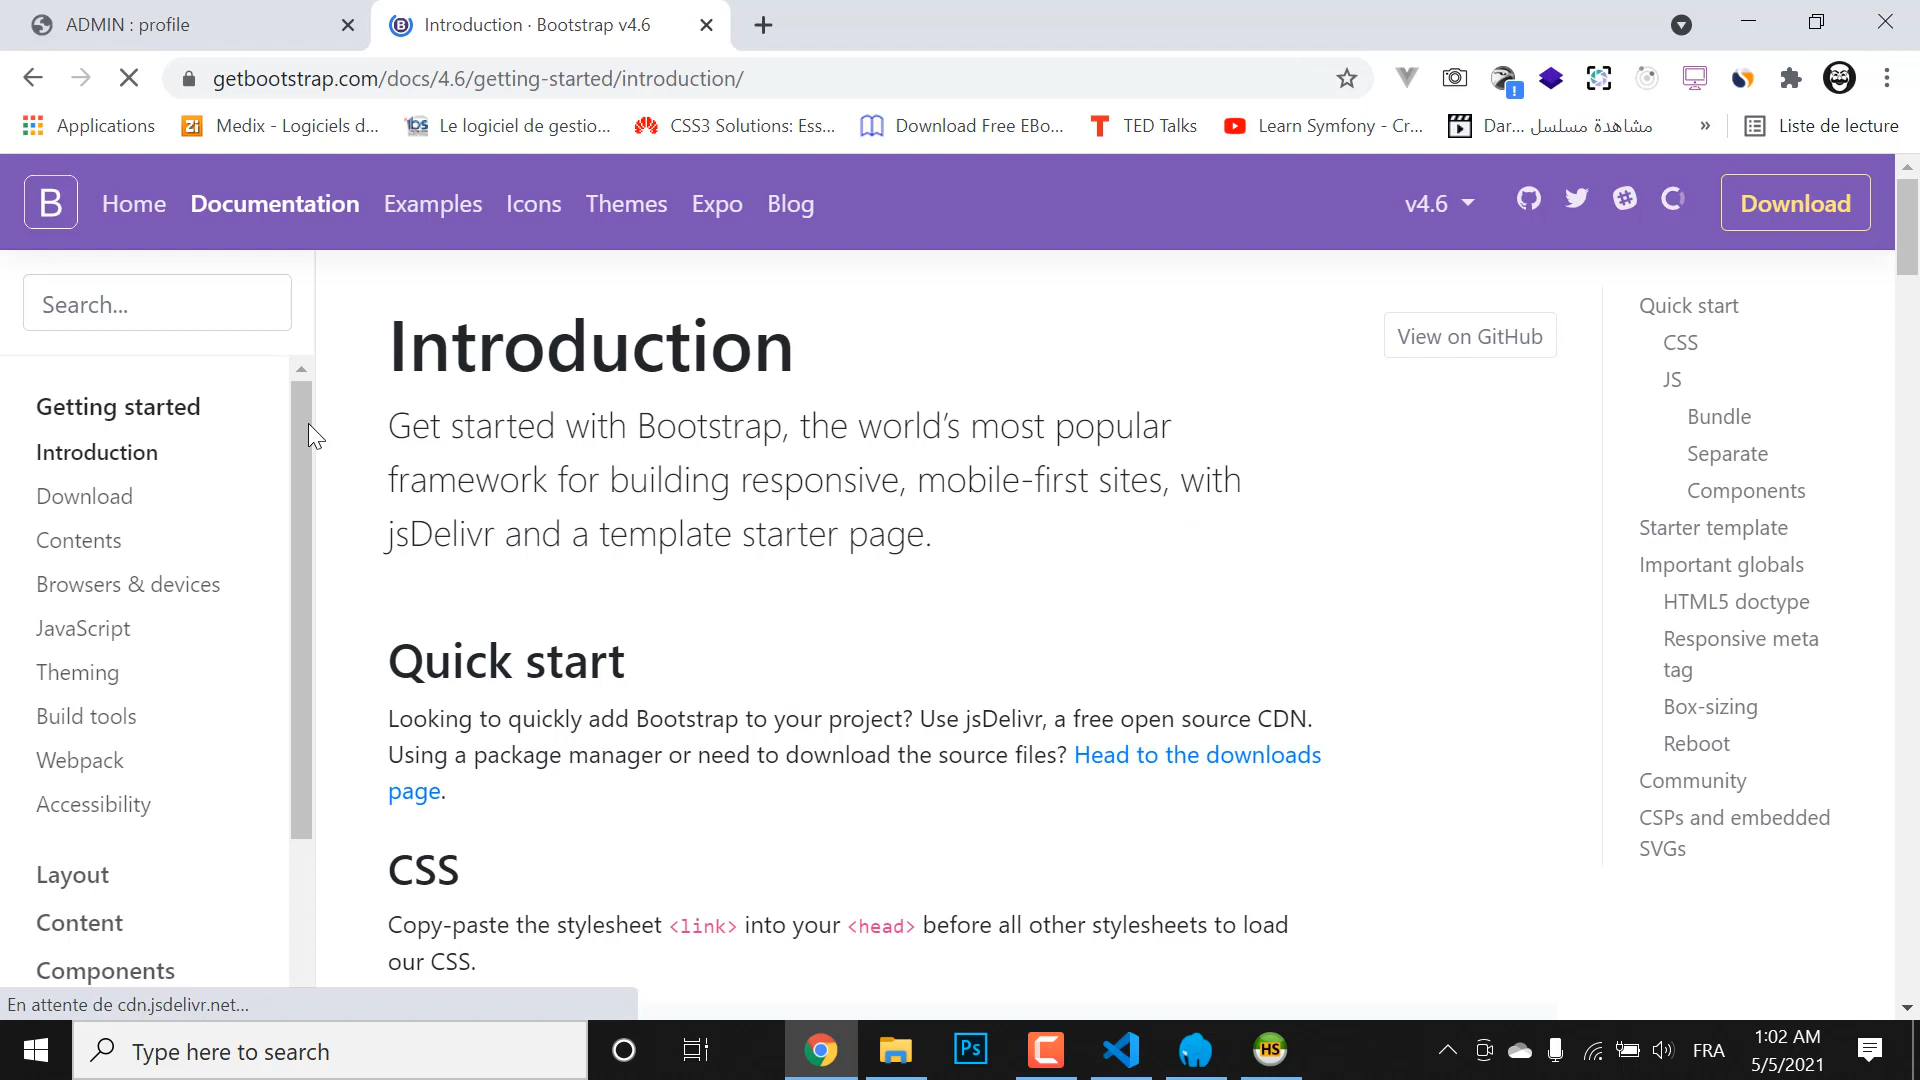 ADMIN : profile
Introduction · Bootstrap v4.6
getbootstrap.com/docs/4.6/getting-started/introduction/
Applications
Medix - Logiciels d...
Le logiciel de gestio...
CSS3 Solutions: Ess...
Download Free EBo...
TED Talks
Learn Symfony - Cr...
Dar... مشاهدة مسلسل
»
Liste de lecture
B
Home
Documentation
Examples
Icons
Themes
Expo
Blog
v4.6
Download
Search...
Getting started
Introduction
Download
Contents
Browsers & devices
JavaScript
Theming
Build tools
Webpack
Accessibility
Layout
Content
Components
Introduction
View on GitHub
Get started with Bootstrap, the world’s most popular
framework for building responsive, mobile-first sites, with
jsDelivr and a template starter page.
Quick start
Looking to quickly add Bootstrap to your project? Use jsDelivr, a free open source CDN.
Using a package manager or need to download the source files? Head to the downloads
page.
CSS
Copy-paste the stylesheet <link> into your <head> before all other stylesheets to load
our CSS.
Quick start
CSS
JS
Bundle
Separate
Components
Starter template
Important globals
HTML5 doctype
Responsive meta
tag
Box-sizing
Reboot
Community
CSPs and embedded
SVGs
En attente de cdn.jsdelivr.net...
Type here to search
Ps
HS
FRA
1:02 AM
5/5/2021